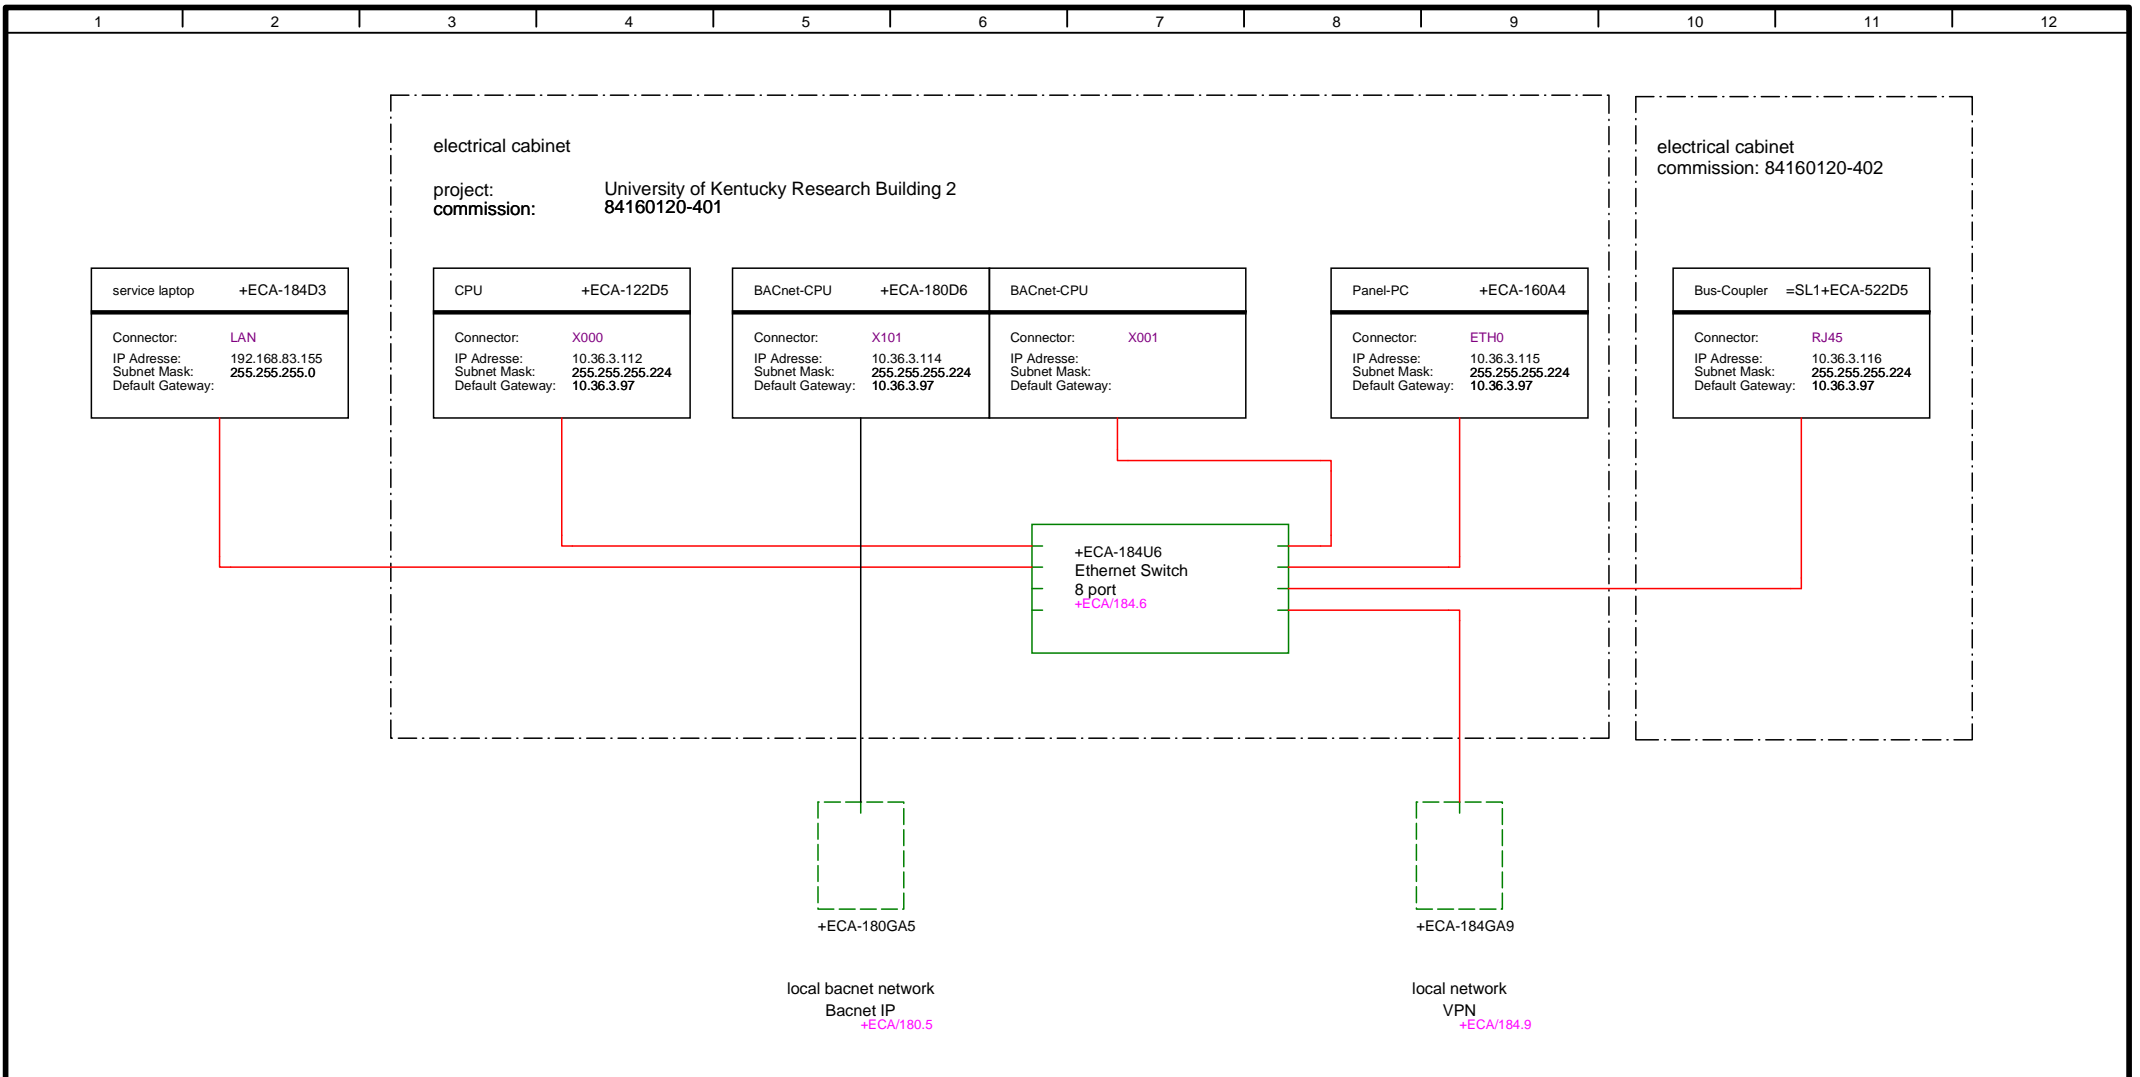 1 2 3 4 5 6 7 8 9 10 11 12
electrical cabinet
project: University of Kentucky Research Building 2
commission: 84160120-401
electrical cabinet
commission: 84160120-402
service laptop +ECA-184D3
Connector: LAN
IP Adresse: 192.168.83.155
Subnet Mask: 255.255.255.0
Default Gateway:
CPU +ECA-122D5
Connector: X000
IP Adresse: 10.36.3.112
Subnet Mask: 255.255.255.224
Default Gateway: 10.36.3.97
BACnet-CPU +ECA-180D6
Connector: X101
IP Adresse: 10.36.3.114
Subnet Mask: 255.255.255.224
Default Gateway: 10.36.3.97
BACnet-CPU
Connector: X001
IP Adresse:
Subnet Mask:
Default Gateway:
Panel-PC +ECA-160A4
Connector: ETH0
IP Adresse: 10.36.3.115
Subnet Mask: 255.255.255.224
Default Gateway: 10.36.3.97
Bus-Coupler =SL1+ECA-522D5
Connector: RJ45
IP Adresse: 10.36.3.116
Subnet Mask: 255.255.255.224
Default Gateway: 10.36.3.97
+ECA-184U6
Ethernet Switch
8 port
+ECA/184.6
+ECA-180GA5
local bacnet network
Bacnet IP
+ECA/180.5
+ECA-184GA9
local network
VPN
+ECA/184.9